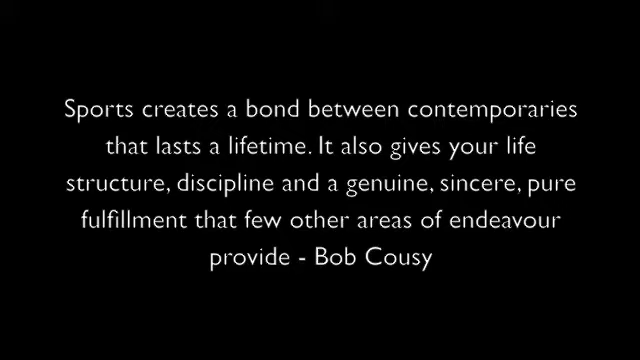 Sports creates a bond between contemporaries
that lasts a lifetime. It also gives your life
structure, discipline and a genuine, sincere, pure
fulfillment that few other areas of endeavour
provide - Bob Cousy